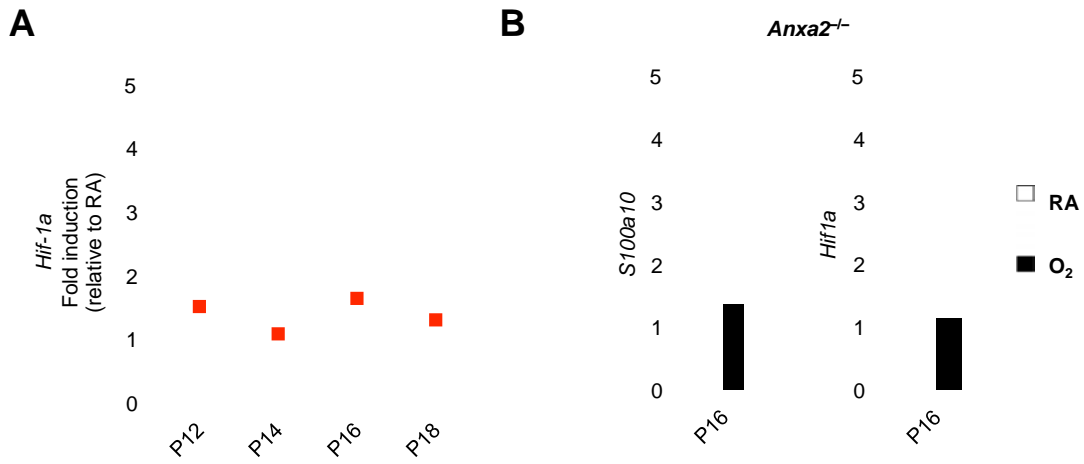 A
Hif-1a
Fold induction
(relative to RA)
5
4
3
2
1
0
P12
P14
P16
P18
B
Anxa2–/–
S100a10
5
4
3
2
1
0
P16
Hif1a
5
4
3
2
1
0
P16
RA
O2